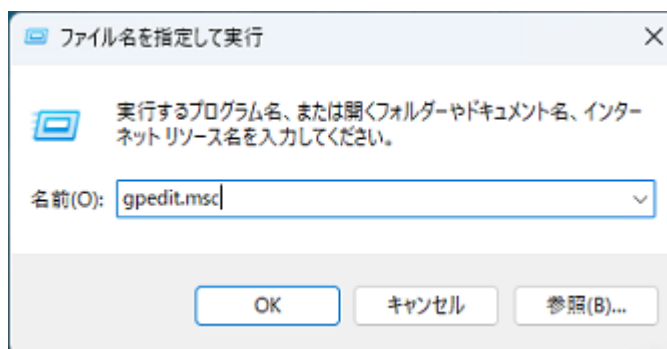 ファイル名を指定して実行
実行するプログラム名、または開くフォルダーやドキュメント名、インター
ネット リソース名を入力してください。
名前(O): gpedit.msc
OK キャンセル 参照(B)...